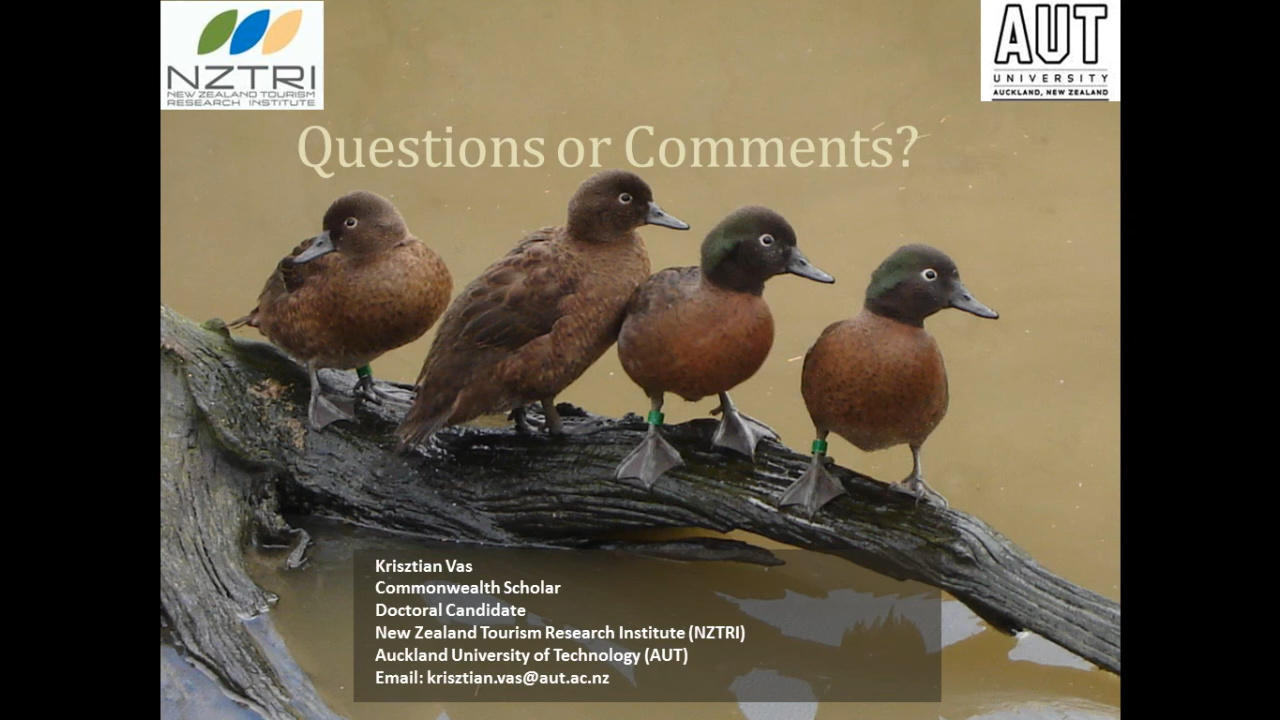 NZTRI
NEW ZEALAND TOURISM
RESEARCH INSTITUTE
AUT
UNIVERSITY
AUCKLAND, NEW ZEALAND
Questions or Comments?
Krisztian Vas
Commonwealth Scholar
Doctoral Candidate
New Zealand Tourism Research Institute (NZTRI)
Auckland University of Technology (AUT)
Email: krisztian.vas@aut.ac.nz